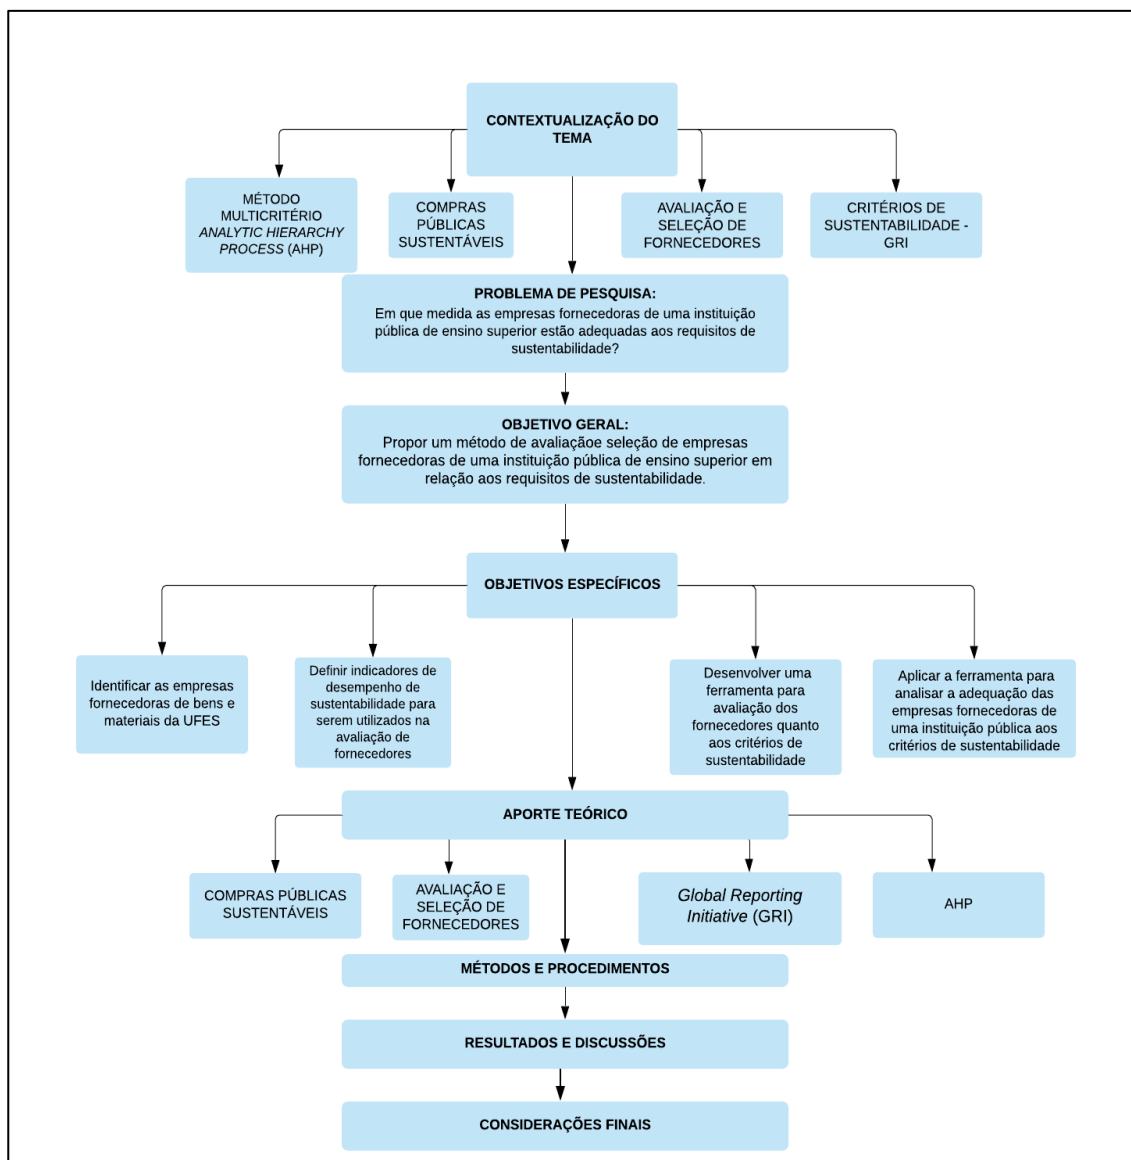 CONTEXTUALIZAÇÃO DO
TEMA
MÉTODO
MULTICRITÉRIO
ANALYTIC HIERARCHY
PROCESS (AHP)
COMPRAS
PÚBLICAS
SUSTENTÁVEIS
AVALIAÇÃO E
SELEÇÃO DE
FORNECEDORES
CRITÉRIOS DE
SUSTENTABILIDADE -
GRI
PROBLEMA DE PESQUISA:
Em que medida as empresas fornecedoras de uma instituição
pública de ensino superior estão adequadas aos requisitos de
sustentabilidade?
OBJETIVO GERAL:
Propor um método de avaliaçãoe seleção de empresas
fornecedoras de uma instituição pública de ensino superior em
relação aos requisitos de sustentabilidade.
OBJETIVOS ESPECÍFICOS
Identificar as empresas
fornecedoras de bens e
materiais da UFES
Definir indicadores de
desempenho de
sustentabilidade para
serem utilizados na
avaliação de
fornecedores
Desenvolver uma
ferramenta para
avaliação dos
fornecedores quanto
aos critérios de
sustentabilidade
Aplicar a ferramenta para
analisar a adequação das
empresas fornecedoras de
uma instituição pública aos
critérios de sustentabilidade
APORTE TEÓRICO
COMPRAS PÚBLICAS
SUSTENTÁVEIS
AVALIAÇÃO E
SELEÇÃO DE
FORNECEDORES
Global Reporting
Initiative (GRI)
AHP
MÉTODOS E PROCEDIMENTOS
RESULTADOS E DISCUSSÕES
CONSIDERAÇÕES FINAIS